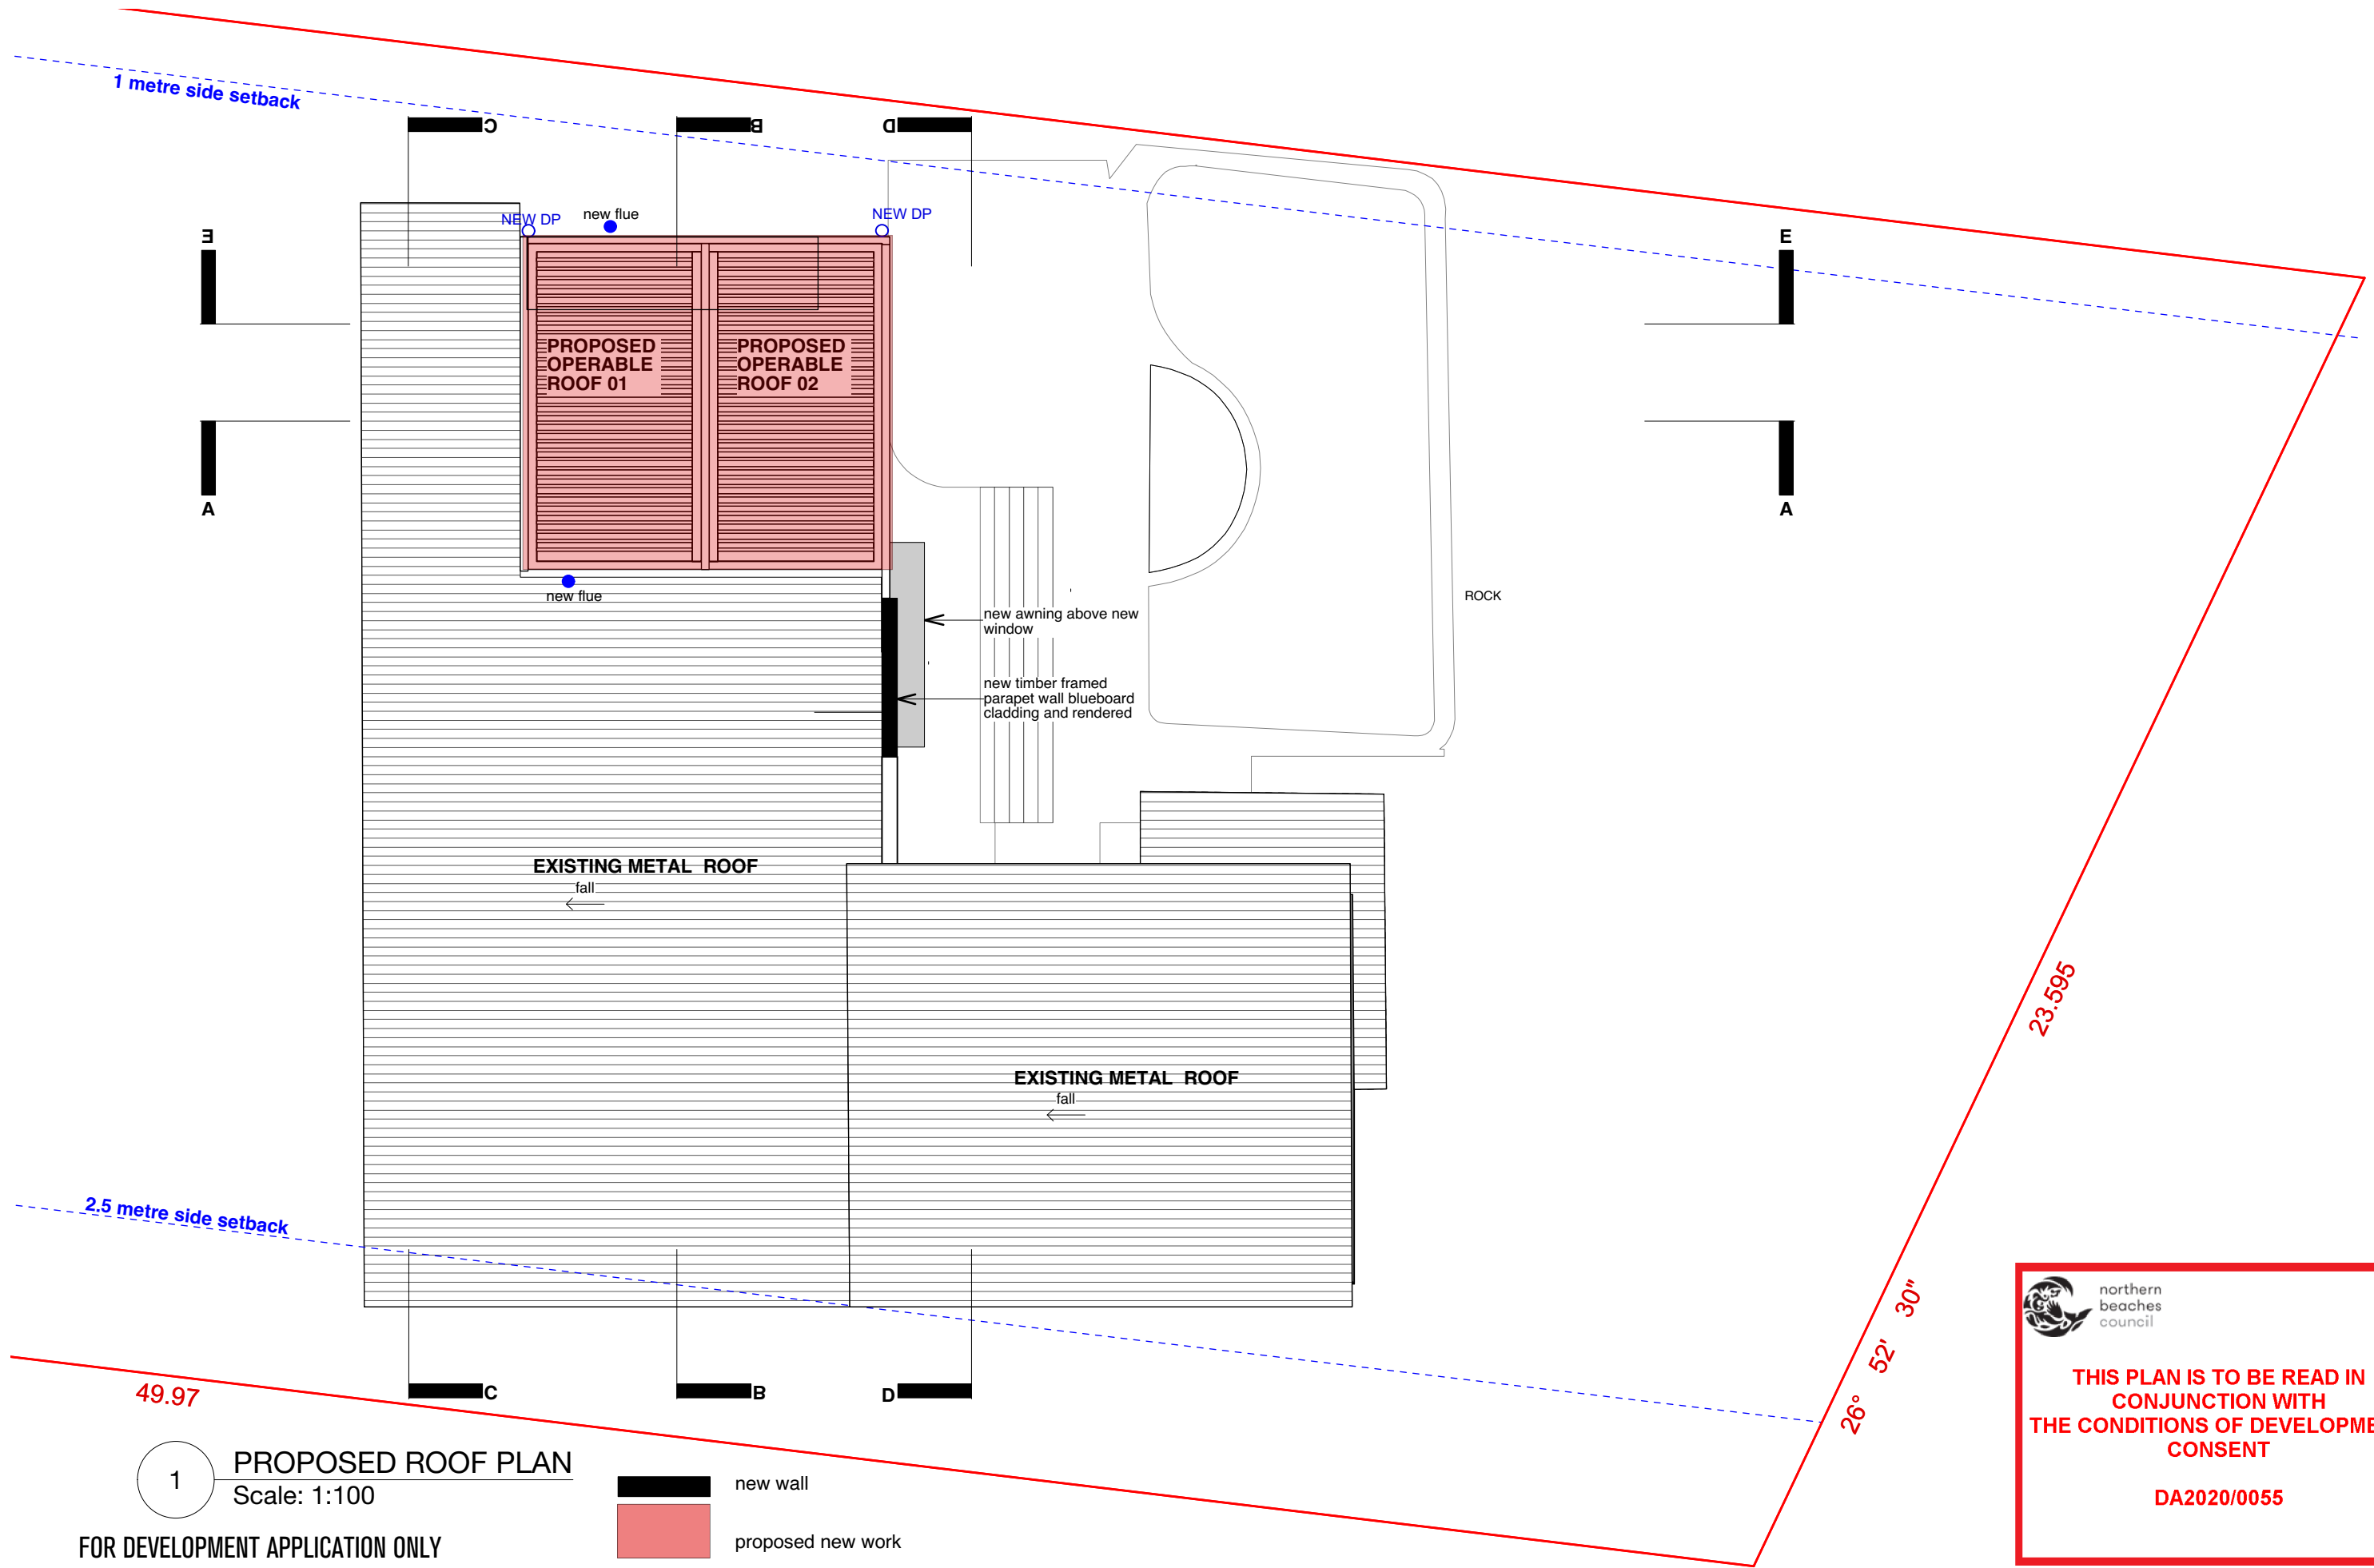 1 metre side setback
C
B
D
NEW DP
new flue
NEW DP
E
E
PROPOSED
OPERABLE
ROOF 01
PROPOSED
OPERABLE
ROOF 02
A
A
new flue
new awning above new
window
ROCK
new timber framed
parapet wall blueboard
cladding and rendered
EXISTING METAL ROOF
fall
23.595
EXISTING METAL ROOF
fall
2.5 metre side setback
26° 52' 30"
northern
beaches
council
THIS PLAN IS TO BE READ IN
CONJUNCTION WITH
THE CONDITIONS OF DEVELOPME
CONSENT
DA2020/0055
49.97
C
B
D
1
PROPOSED ROOF PLAN
Scale: 1:100
new wall
proposed new work
FOR DEVELOPMENT APPLICATION ONLY